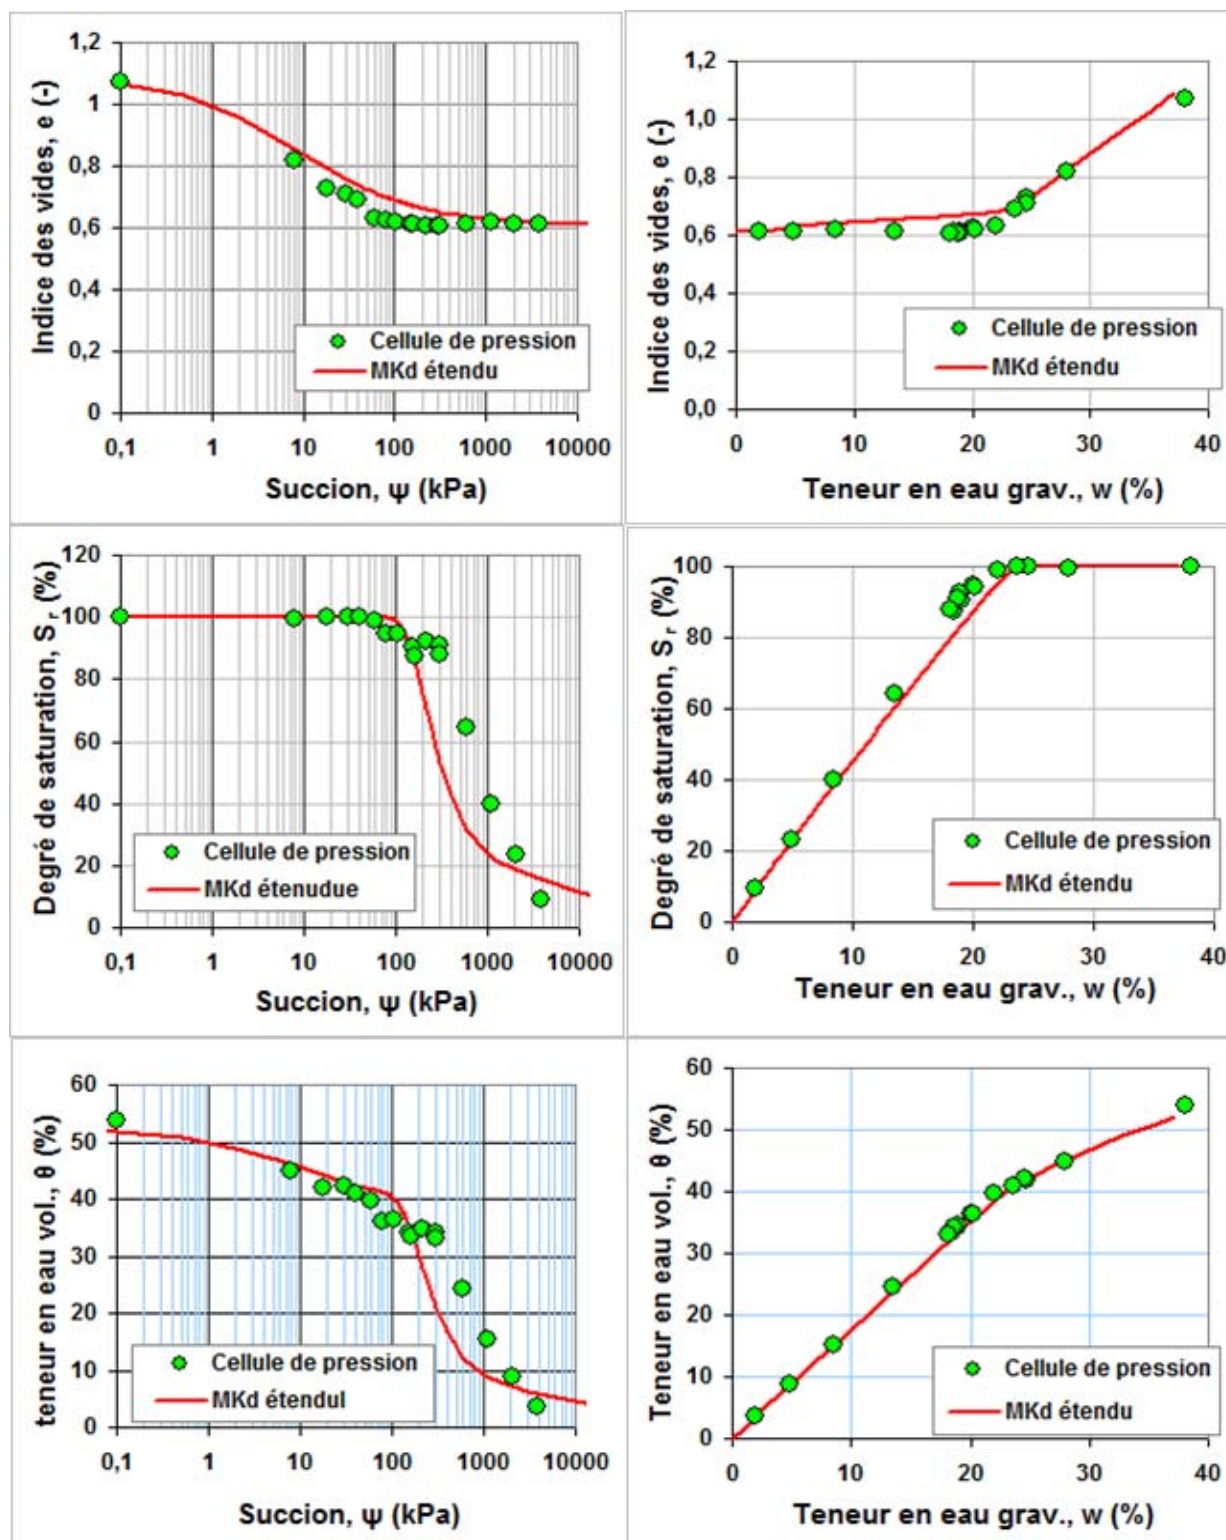 1,2
1
0,8
0,6
0,4
0,2
0
Indice des vides, e (-)
Cellule de pression
MKd étendu
0,1 1 10 100 1000 10000
Succion, ψ (kPa)
1,2
1,0
0,8
0,6
0,4
0,2
0,0
Indice des vides, e (-)
Cellule de pression
MKd étendu
0 10 20 30 40
Teneur en eau grav., w (%)
120
100
80
60
40
20
0
Degré de saturation, Sr (%)
Cellule de pression
MKd étenudue
0,1 1 10 100 1000 10000
Succion, ψ (kPa)
100
80
60
40
20
0
Degré de saturation, Sr (%)
Cellule de pression
MKd étendu
0 10 20 30 40
Teneur en eau grav., w (%)
60
50
40
30
20
10
0
teneur en eau vol., θ (%)
Cellule de pression
MKd étendul
0,1 1 10 100 1000 10000
Succion, ψ (kPa)
60
50
40
30
20
10
0
Teneur en eau vol., θ (%)
Cellule de pression
MKd étendu
0 10 20 30 40
Teneur en eau grav., w (%)